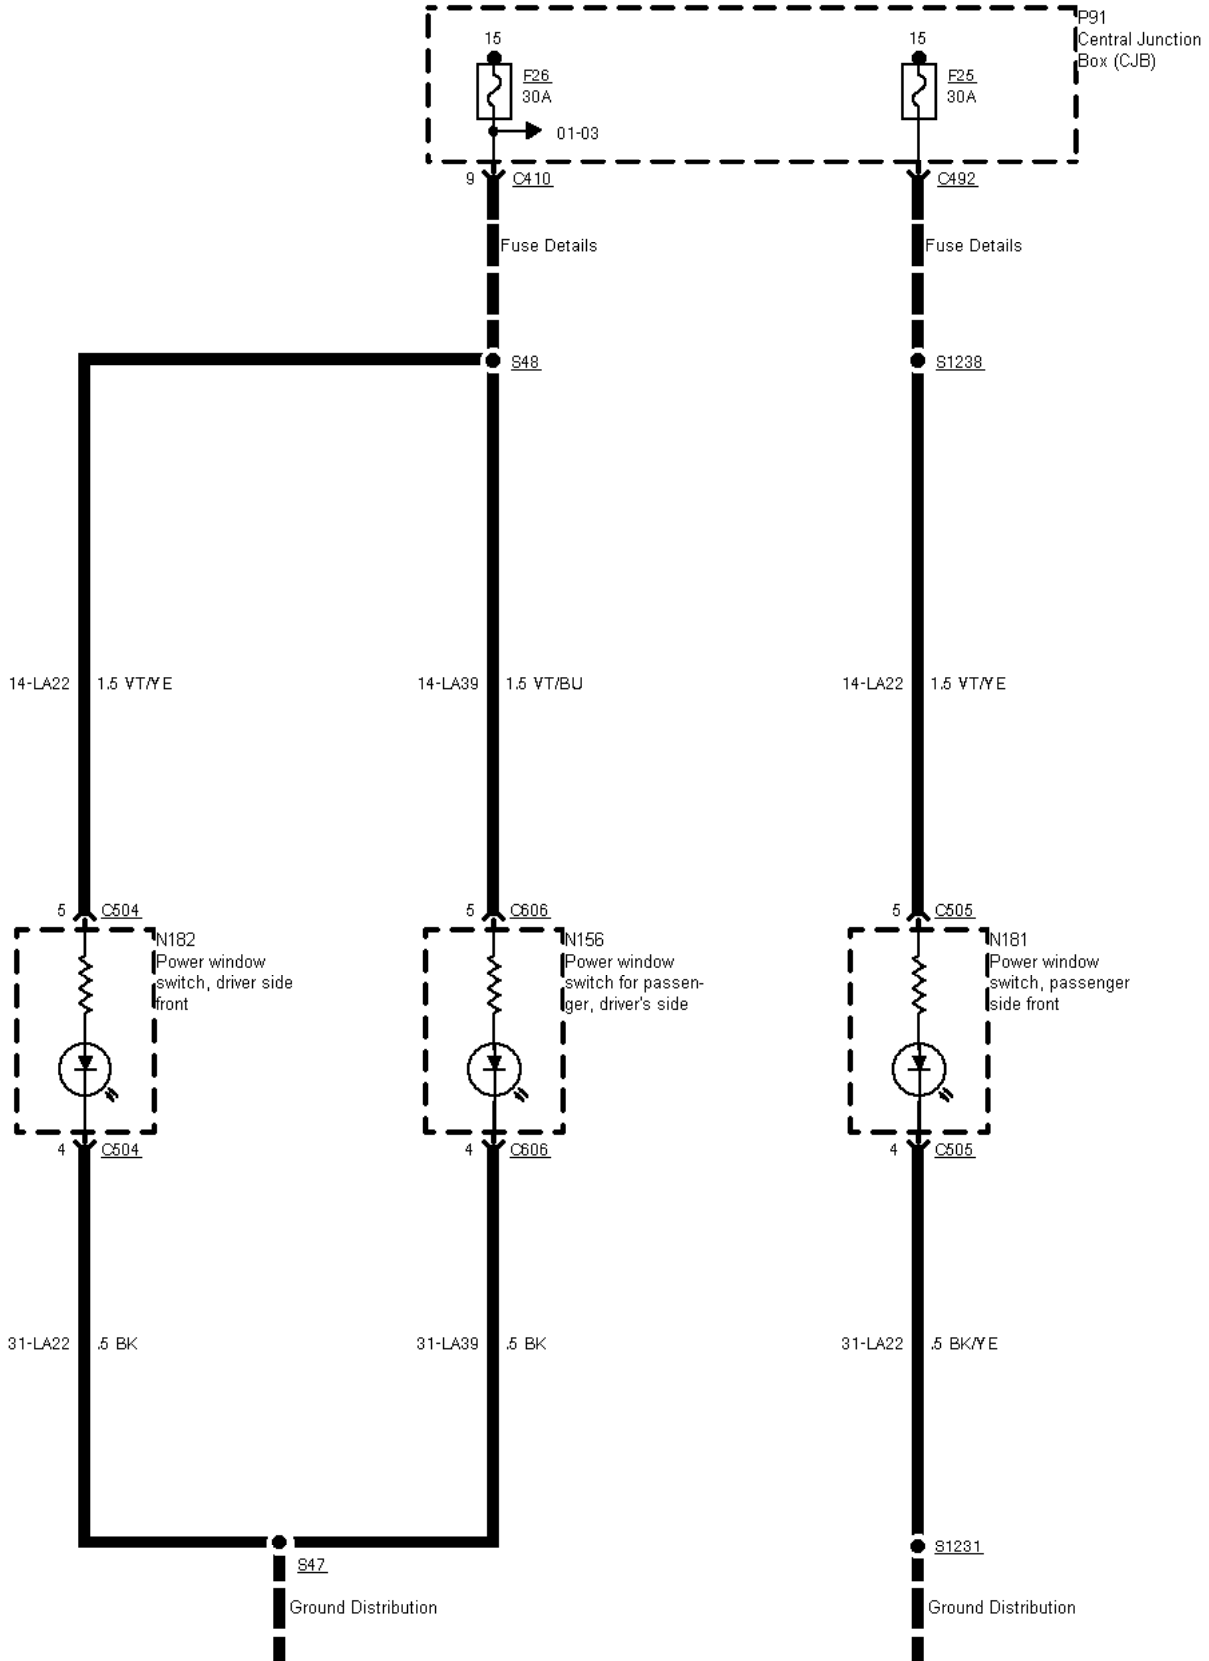 P91
Central Junction
Box (CJB)
15
F26
30A
01-03
15
F25
30A
9 C410
C492
Fuse Details
Fuse Details
S48
S1238
14-LA22 1.5 VT/YE
14-LA39 1.5 VT/BU
14-LA22 1.5 VT/YE
5 C504
5 C606
5 C505
N182
Power window
switch, driver side
front
N156
Power window
switch for passen-
ger, driver's side
N181
Power window
switch, passenger
side front
4 C504
4 C606
4 C505
31-LA22 .5 BK
31-LA39 .5 BK
31-LA22 .5 BK/YE
S47
S1231
Ground Distribution
Ground Distribution